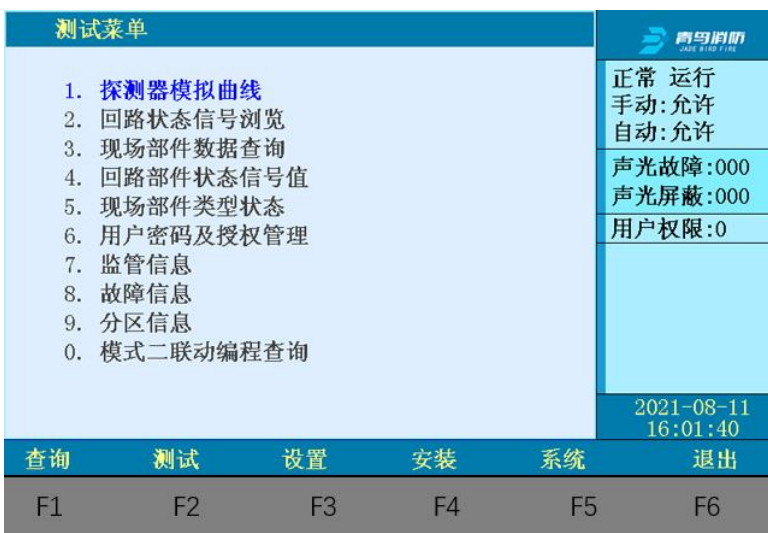 测试菜单
1. 探测器模拟曲线
2. 回路状态信号浏览
3. 现场部件数据查询
4. 回路部件状态信号值
5. 现场部件类型状态
6. 用户密码及授权管理
7. 监管信息
8. 故障信息
9. 分区信息
0. 模式二联动编程查询
青鸟消防
JADE BIRD FIRE
正常 运行
手动:允许
自动:允许
声光故障:000
声光屏蔽:000
用户权限:0
2021-08-11
16:01:40
查询 测试 设置 安装 系统 退出
F1 F2 F3 F4 F5 F6